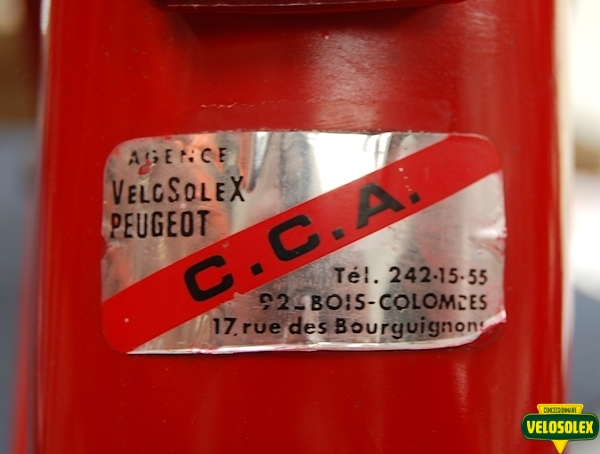 AGENCE
VELOSOLEX
PEUGEOT
C.C.A.
Tél. 242-15-55
92-BOIS-COLOMBES
17, rue des Bourguignons
CONCESSIONNAIRE
VELOSOLEX